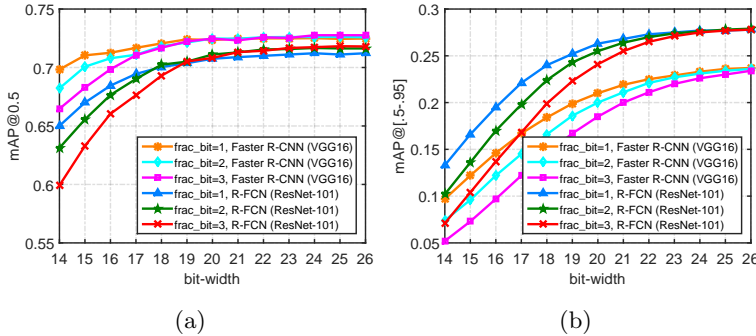 0.75
0.7
0.65
0.6
0.55
mAP@0.5
frac_bit=1, Faster R-CNN (VGG16)
frac_bit=2, Faster R-CNN (VGG16)
frac_bit=3, Faster R-CNN (VGG16)
frac_bit=1, R-FCN (ResNet-101)
frac_bit=2, R-FCN (ResNet-101)
frac_bit=3, R-FCN (ResNet-101)
14 15 16 17 18 19 20 21 22 23 24 25 26
bit-width
(a)
0.3
0.25
0.2
0.15
0.1
0.05
mAP@[.5-.95]
frac_bit=1, Faster R-CNN (VGG16)
frac_bit=2, Faster R-CNN (VGG16)
frac_bit=3, Faster R-CNN (VGG16)
frac_bit=1, R-FCN (ResNet-101)
frac_bit=2, R-FCN (ResNet-101)
frac_bit=3, R-FCN (ResNet-101)
14 15 16 17 18 19 20 21 22 23 24 25 26
bit-width
(b)